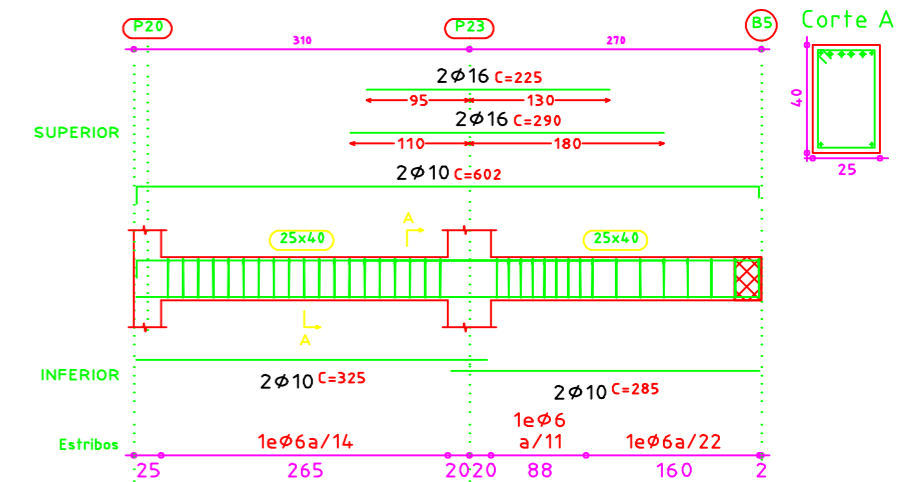 P20 P23 B5 Corte A
310 270
2Ø16 C=225
95 130
2Ø16 C=290
SUPERIOR
110 180
2Ø10 C=602
40
25
A
25x40 25x40
A
INFERIOR
2Ø10 C=325
2Ø10 C=285
1eØ6
Estribos 1eØ6a/14 a/11 1eØ6a/22
25 265 20 20 88 160 2